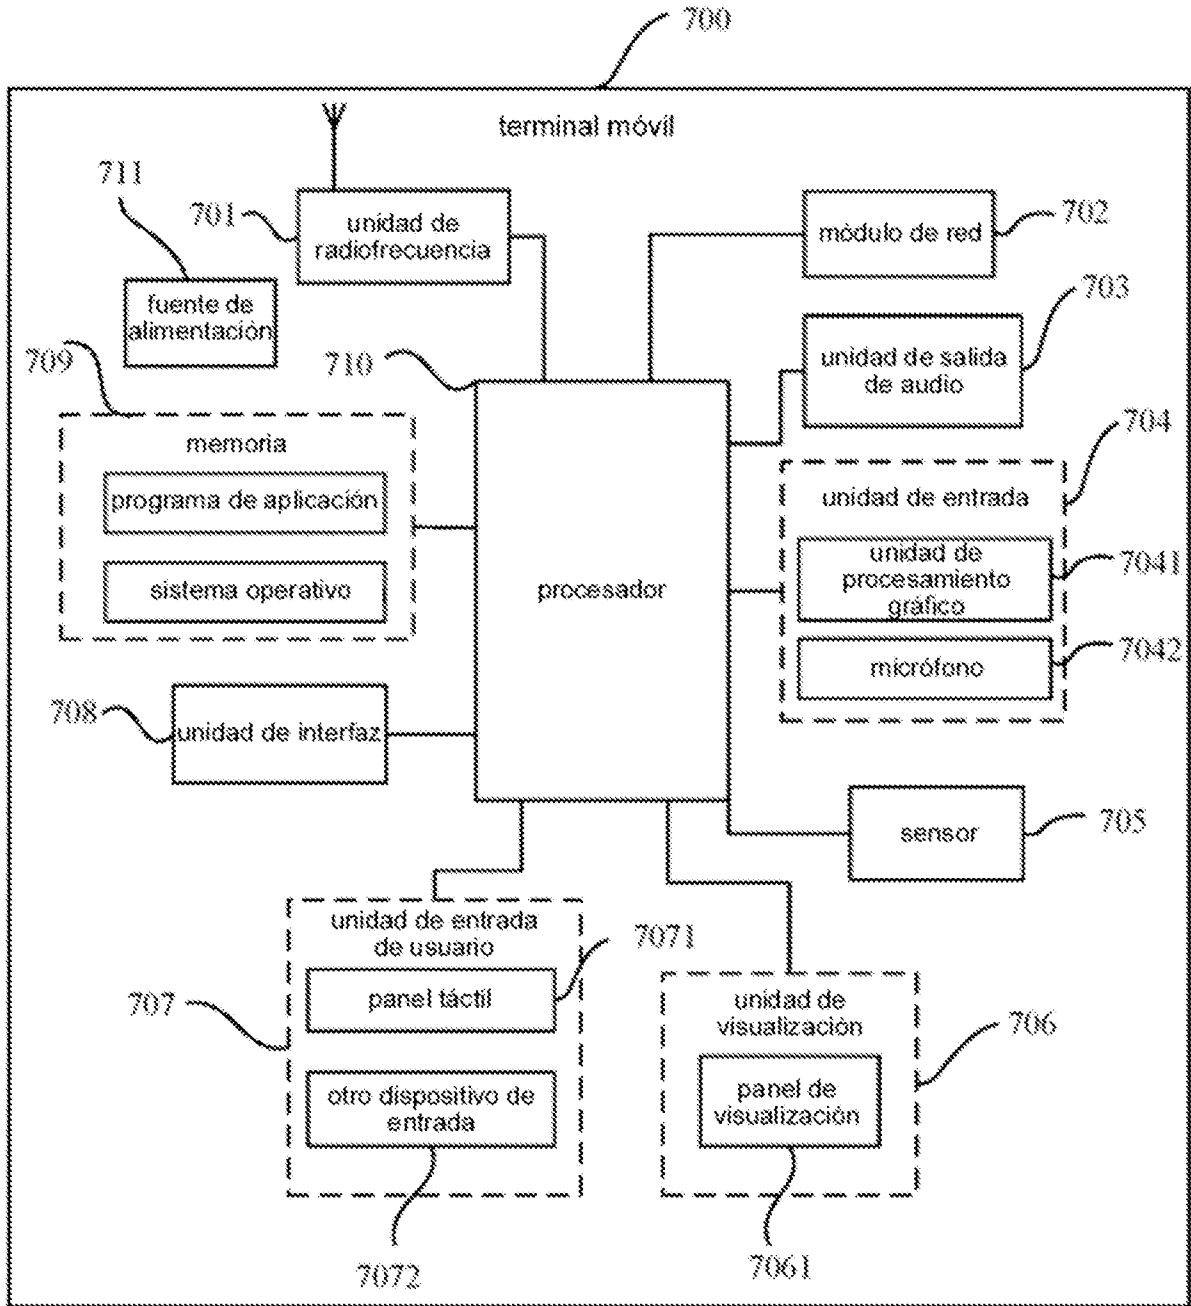 700
terminal móvil
711
701
unidad de
radiofrecuencia
módulo de red
702
fuente de
alimentación
703
unidad de salida
de audio
709
710
704
memoria
programa de aplicación
sistema operativo
procesador
unidad de entrada
unidad de
procesamiento
gráfico
7041
micrófono
7042
708
unidad de interfaz
sensor
705
unidad de entrada
de usuario
7071
panel táctil
707
otro dispositivo de
entrada
7072
unidad de
visualización
706
panel de
visualización
7061